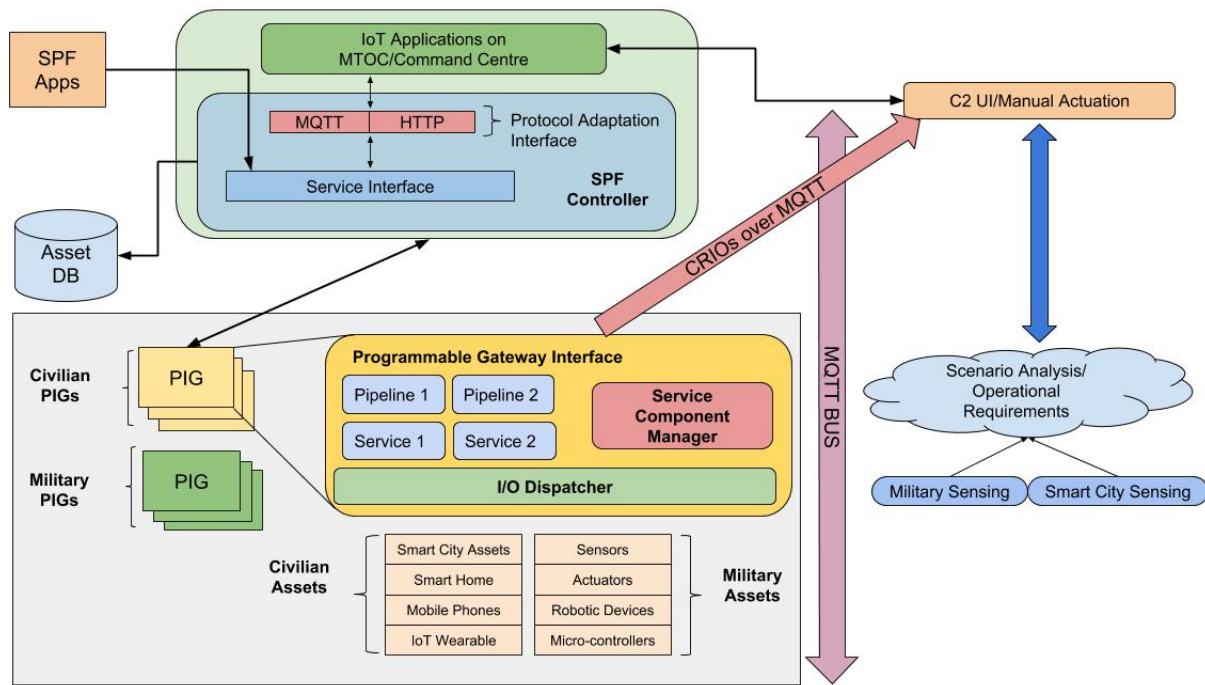 SPF
Apps
IoT Applications on
MTOC/Command Centre
MQTT
HTTP
Protocol Adaptation
Interface
Service Interface
SPF
Controller
C2 UI/Manual Actuation
Asset
DB
CRIOs over MQTT
MQTT BUS
Scenario Analysis/
Operational
Requirements
Military Sensing
Smart City Sensing
Civilian
PIGs
PIG
Military
PIGs
PIG
Programmable Gateway Interface
Pipeline 1
Pipeline 2
Service 1
Service 2
Service
Component
Manager
I/O Dispatcher
Civilian
Assets
Smart City Assets
Smart Home
Mobile Phones
IoT Wearable
Sensors
Actuators
Robotic Devices
Micro-controllers
Military
Assets